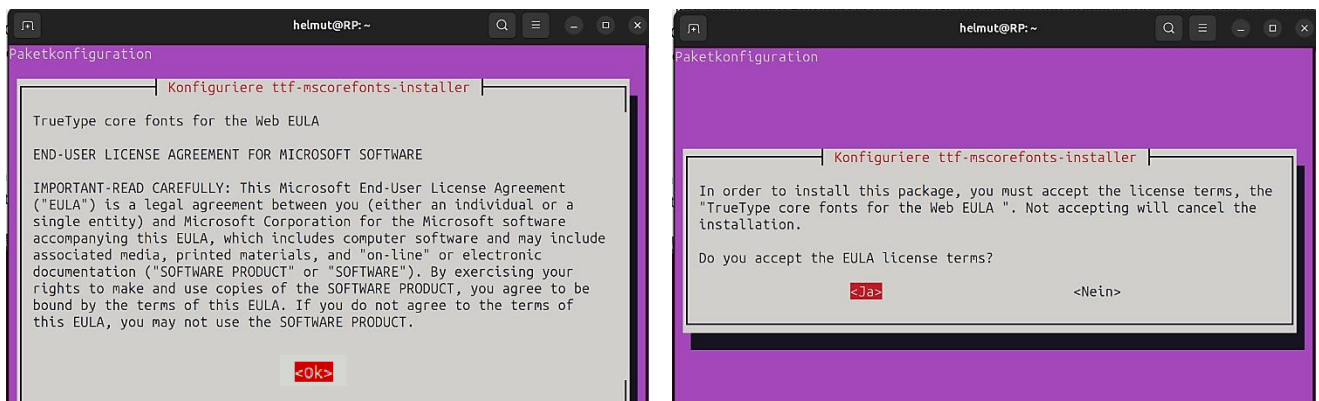 helmut@RP: ~
Paketkonfiguration
Konfiguriere ttf-mscorefonts-installer
TrueType core fonts for the Web EULA
END-USER LICENSE AGREEMENT FOR MICROSOFT SOFTWARE
IMPORTANT-READ CAREFULLY: This Microsoft End-User License Agreement
("EULA") is a legal agreement between you (either an individual or a
single entity) and Microsoft Corporation for the Microsoft software
accompanying this EULA, which includes computer software and may include
associated media, printed materials, and "on-line" or electronic
documentation ("SOFTWARE PRODUCT" or "SOFTWARE"). By exercising your
rights to make and use copies of the SOFTWARE PRODUCT, you agree to be
bound by the terms of this EULA. If you do not agree to the terms of
this EULA, you may not use the SOFTWARE PRODUCT.
<Ok>
helmut@RP: ~
Paketkonfiguration
Konfiguriere ttf-mscorefonts-installer
In order to install this package, you must accept the license terms, the
"TrueType core fonts for the Web EULA ". Not accepting will cancel the
installation.
Do you accept the EULA license terms?
<Ja> <Nein>